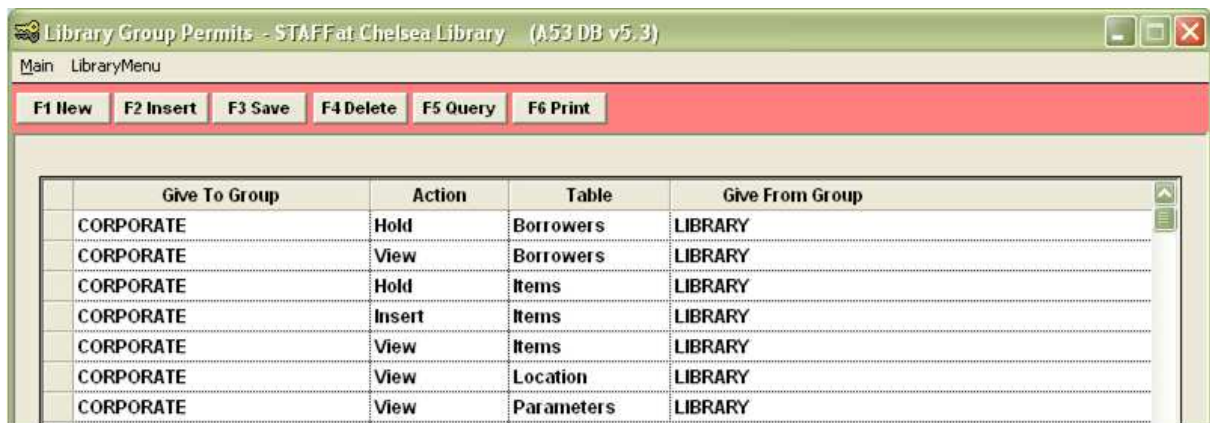 Library Group Permits - STAFFat Chelsea Library (A53 DB v5.3)
Main LibraryMenu
F1 New F2 Insert F3 Save F4 Delete F5 Query F6 Print
Give To Group Action Table Give From Group
CORPORATE Hold Borrowers LIBRARY
CORPORATE View Borrowers LIBRARY
CORPORATE Hold Items LIBRARY
CORPORATE Insert Items LIBRARY
CORPORATE View Items LIBRARY
CORPORATE View Location LIBRARY
CORPORATE View Parameters LIBRARY